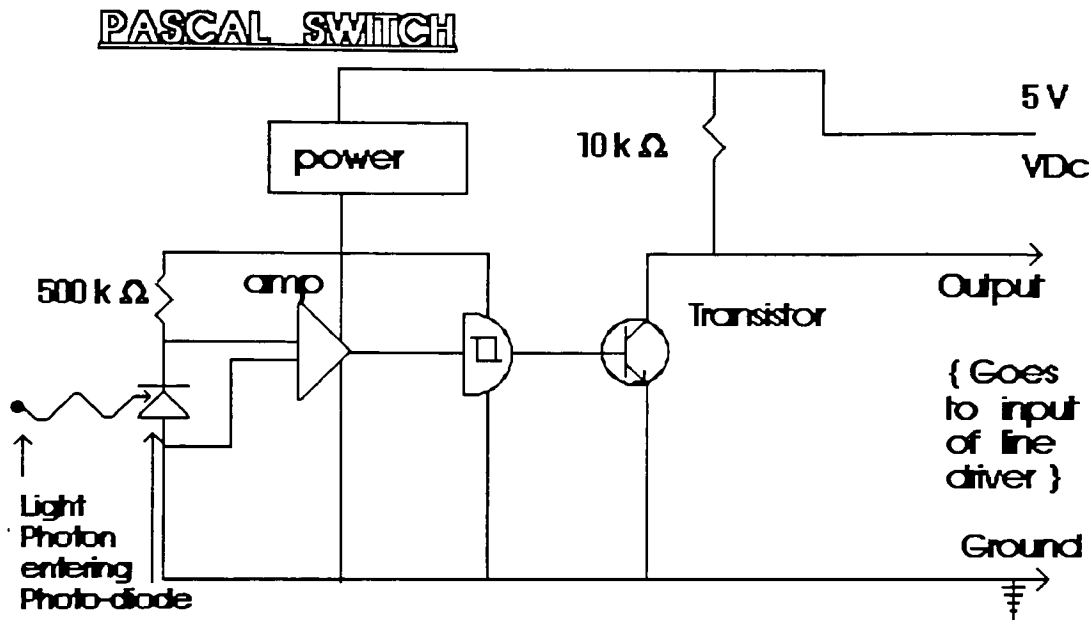 PASCAL SWITCH
5 V
VDc
power
10 k Ω
500 k Ω
amp
Output
Transistor
{ Goes
to input
of line
driver }
Light
Photon
entering
Photo-diode
Ground